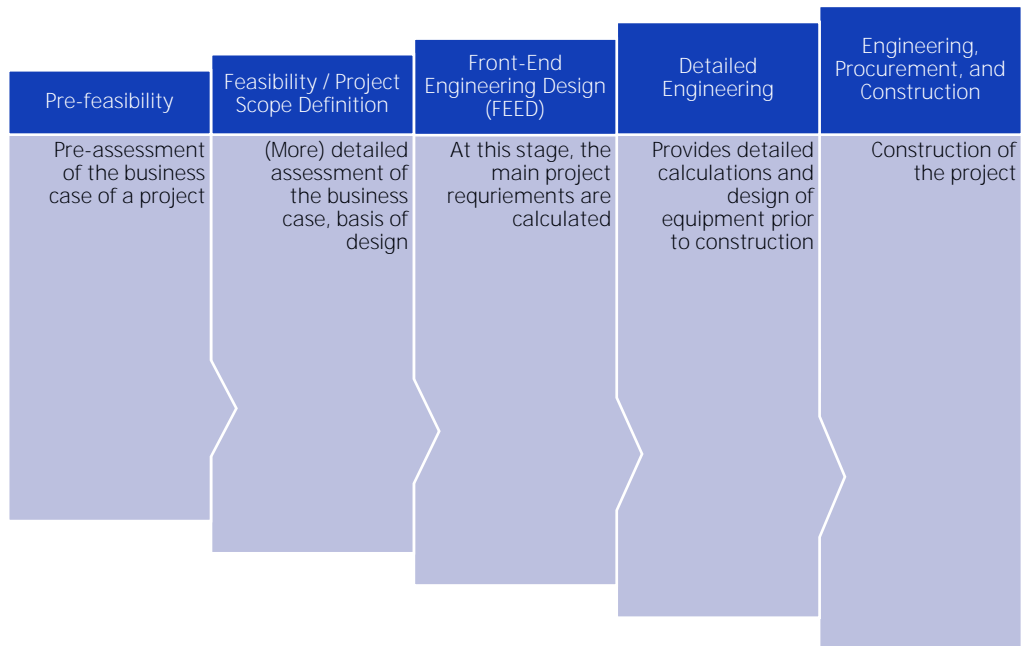 Pre-feasibility
Pre-assessment
of the business
case of a project
Feasibility / Project
Scope Definition
(More) detailed
assessment of
the business
case, basis of
design
Front-End
Engineering Design
(FEED)
At this stage, the
main project
requriements are
calculated
Detailed
Engineering
Provides detailed
calculations and
design of
equipment prior
to construction
Engineering,
Procurement, and
Construction
Construction of
the project